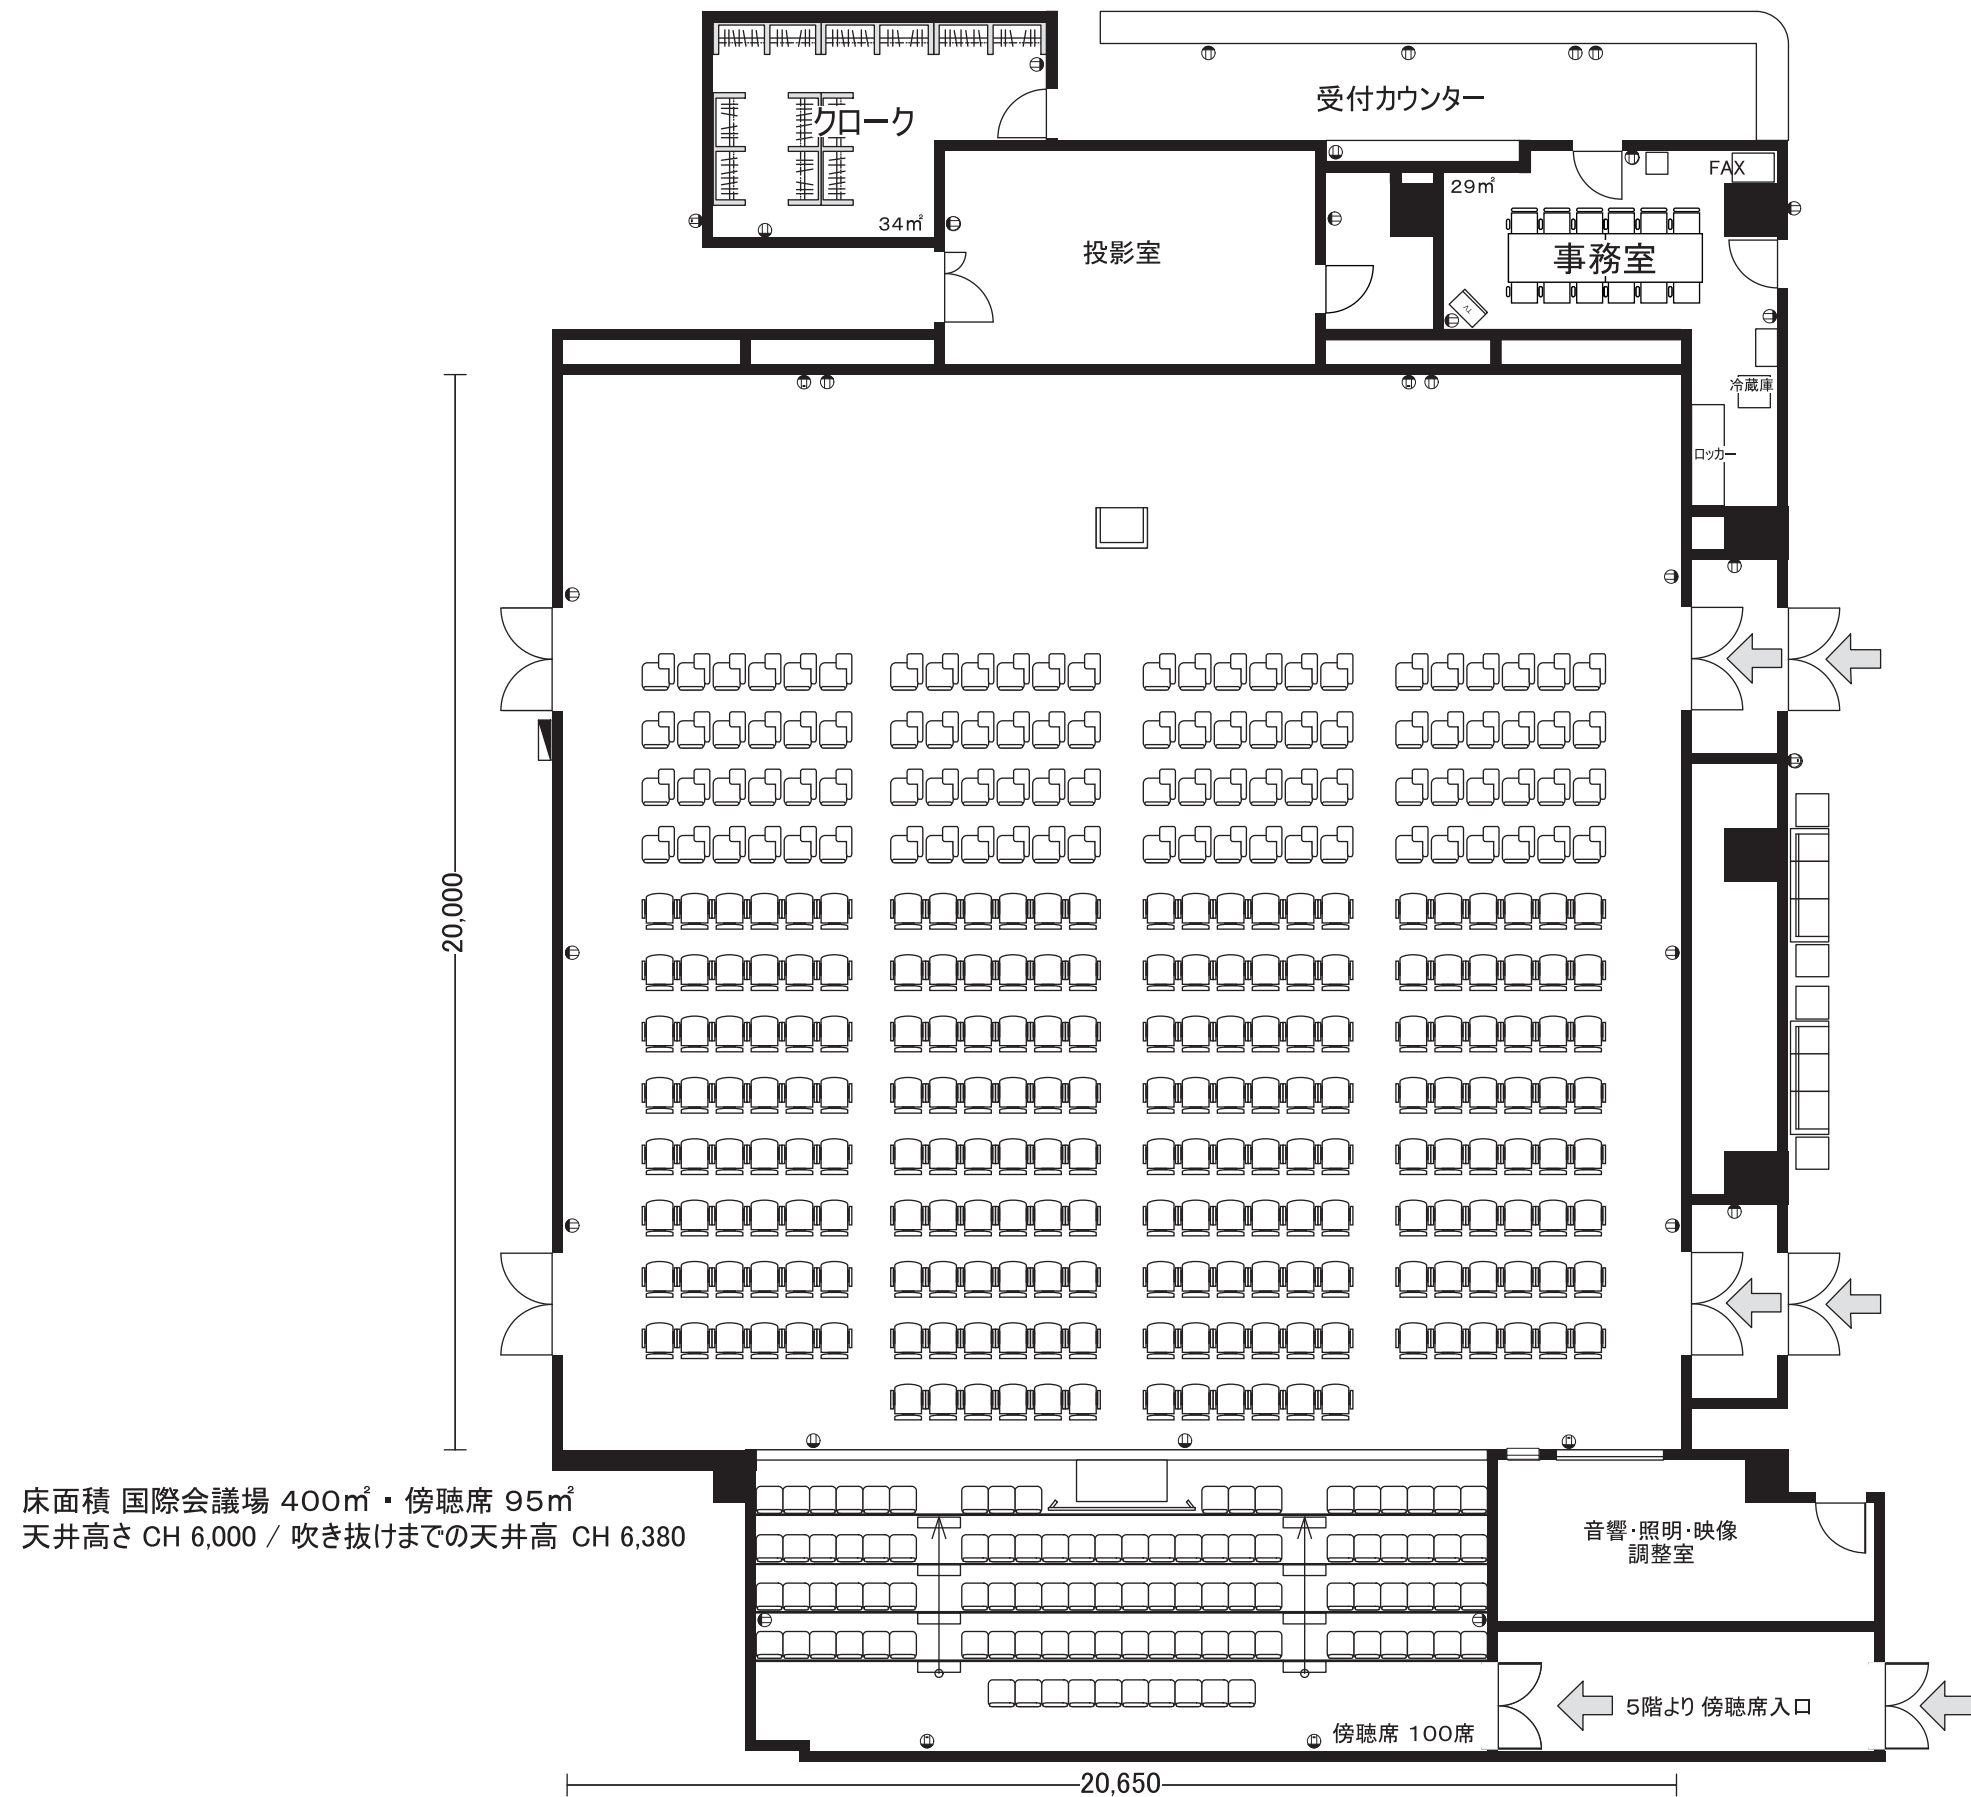 受付カウンター
クローク
FAX
29㎡
34㎡
投影室
事務室
TV
冷蔵庫
ロッカー
20,000
床面積 国際会議場 400㎡・傍聴席 95㎡
天井高さ CH 6,000 / 吹き抜けまでの天井高 CH 6,380
音響・照明・映像
調整室
5階より 傍聴席入口
傍聴席 100席
20,650